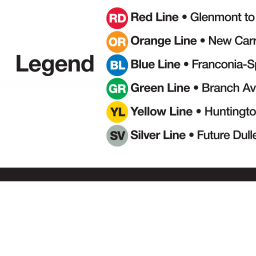 Legend
RD Red Line • Glenmont to
OR Orange Line • New Carr
BL Blue Line • Franconia-Sp
GR Green Line • Branch Av
YL Yellow Line • Huntingto
SV Silver Line • Future Dulle